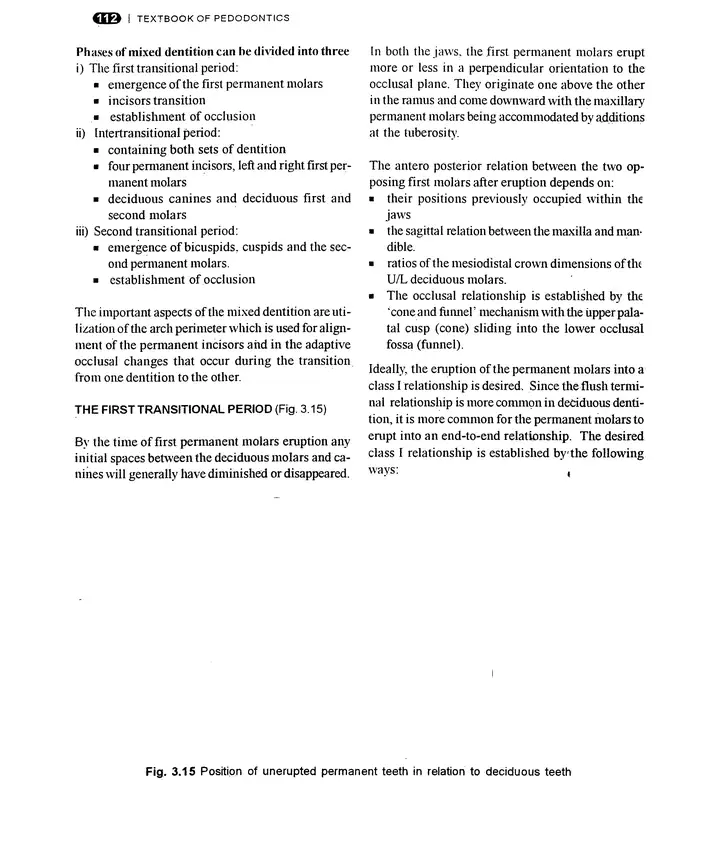 112 | TEXTBOOK OF PEDODONTICS
Phases of mixed dentition can be divided into three
i) The first transitional period:
▪ emergence of the first permanent molars
▪ incisors transition
▪ establishment of occlusion
ii) Intertransitional period:
▪ containing both sets of dentition
▪ four permanent incisors, left and right first per-
manent molars
▪ deciduous canines and deciduous first and
second molars
iii) Second transitional period:
▪ emergence of bicuspids, cuspids and the sec-
ond permanent molars.
▪ establishment of occlusion
The important aspects of the mixed dentition are uti-
lization of the arch perimeter which is used for align-
ment of the permanent incisors and in the adaptive
occlusal changes that occur during the transition
from one dentition to the other.
THE FIRST TRANSITIONAL PERIOD (Fig. 3.15)
By the time of first permanent molars eruption any
initial spaces between the deciduous molars and ca-
nines will generally have diminished or disappeared.
In both the jaws, the first permanent molars erupt
more or less in a perpendicular orientation to the
occlusal plane. They originate one above the other
in the ramus and come downward with the maxillary
permanent molars being accommodated by additions
at the tuberosity.
The antero posterior relation between the two op-
posing first molars after eruption depends on:
▪ their positions previously occupied within the
jaws
▪ the sagittal relation between the maxilla and man-
dible.
▪ ratios of the mesiodistal crown dimensions of the
U/L deciduous molars.
▪ The occlusal relationship is established by the
'cone and funnel' mechanism with the upper pala-
tal cusp (cone) sliding into the lower occlusal
fossa (funnel).
Ideally, the eruption of the permanent molars into a
class I relationship is desired. Since the flush termi-
nal relationship is more common in deciduous denti-
tion, it is more common for the permanent molars to
erupt into an end-to-end relationship. The desired
class I relationship is established by the following
ways:
Fig. 3.15 Position of unerupted permanent teeth in relation to deciduous teeth